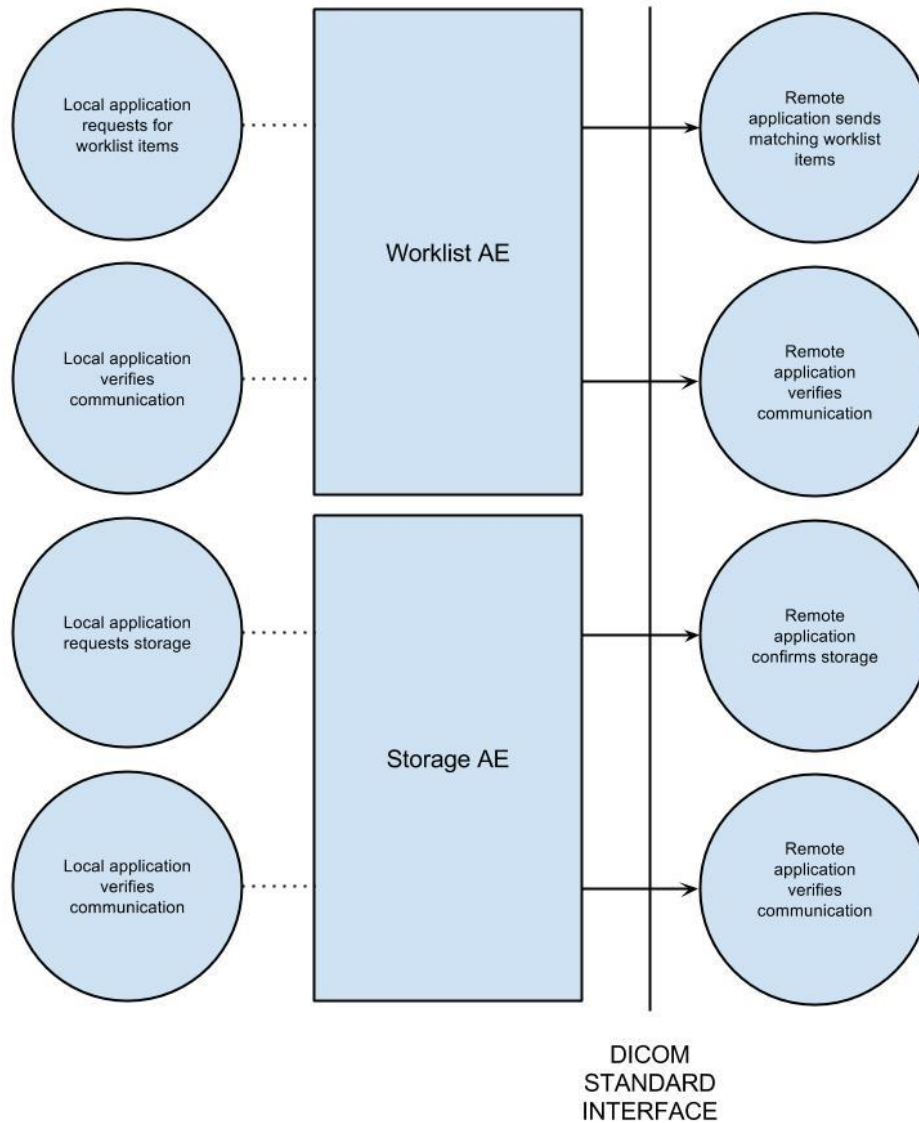 Local application
requests for
worklist items
Worklist AE
Remote
application sends
matching worklist
items
Local application
verifies
communication
Remote
application
verifies
communication
Local application
requests storage
Storage AE
Remote
application
confirms storage
Local application
verifies
communication
Remote
application
verifies
communication
DICOM
STANDARD
INTERFACE